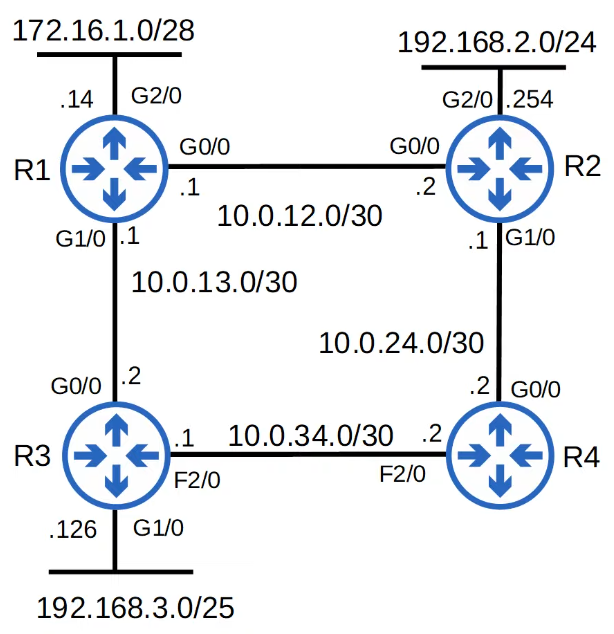 172.16.1.0/28
192.168.2.0/24
.14
G2/0
G2/0
.254
R1
G0/0
G0/0
R2
.1
.2
10.0.12.0/30
G1/0
.1
.1
G1/0
10.0.13.0/30
10.0.24.0/30
G0/0
.2
.2
G0/0
R3
.1
10.0.34.0/30
.2
R4
F2/0
F2/0
.126
G1/0
192.168.3.0/25